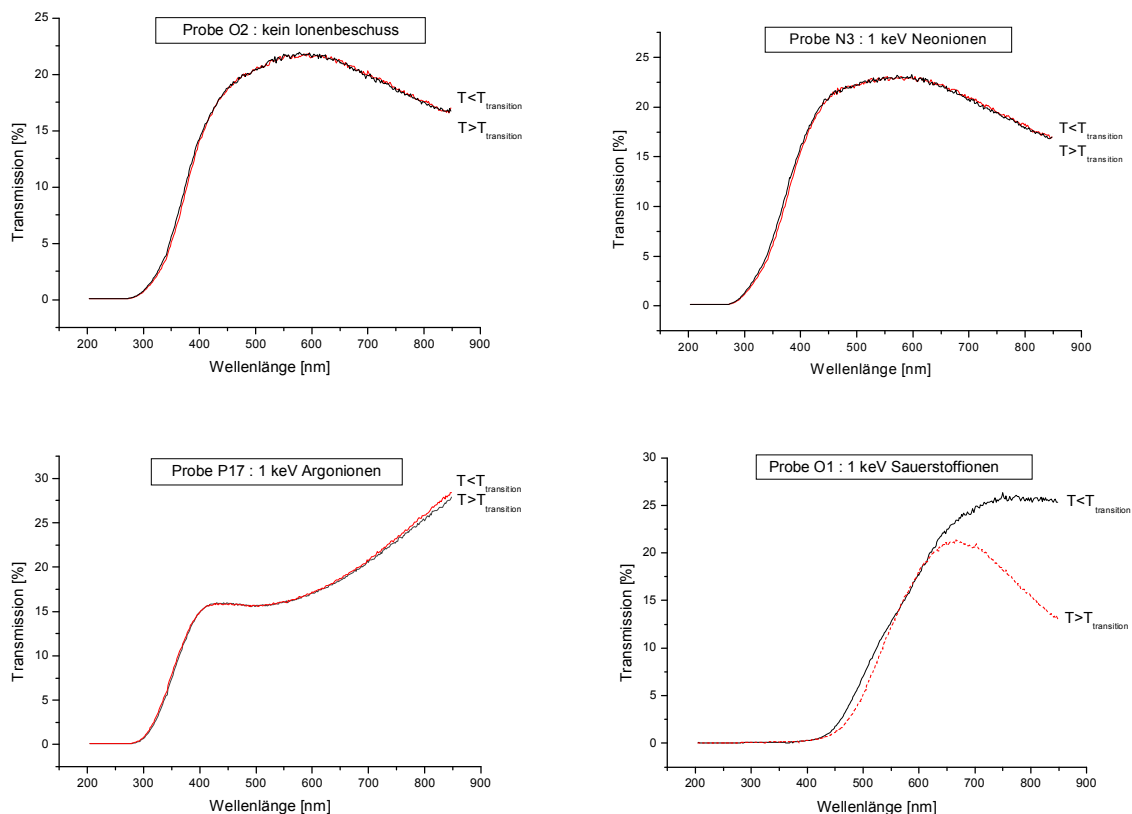 Probe O2 : kein Ionenbeschuss
25
20
15
10
5
0
Transmission [%]
T<Ttransition
T>Ttransition
200 300 400 500 600 700 800 900
Wellenlänge [nm]
Probe N3 : 1 keV Neonionen
25
20
15
10
5
0
Transmission [%]
T<Ttransition
T>Ttransition
200 300 400 500 600 700 800 900
Wellenlänge [nm]
Probe P17 : 1 keV Argonionen
30
25
20
15
10
5
0
Transmission [%]
T<Ttransition
T>Ttransition
200 300 400 500 600 700 800 900
Wellenlänge [nm]
Probe O1 : 1 keV Sauerstoffionen
30
25
20
15
10
5
0
Transmission [%]
T<Ttransition
T>Ttransition
200 300 400 500 600 700 800 900
Wellenlänge [nm]